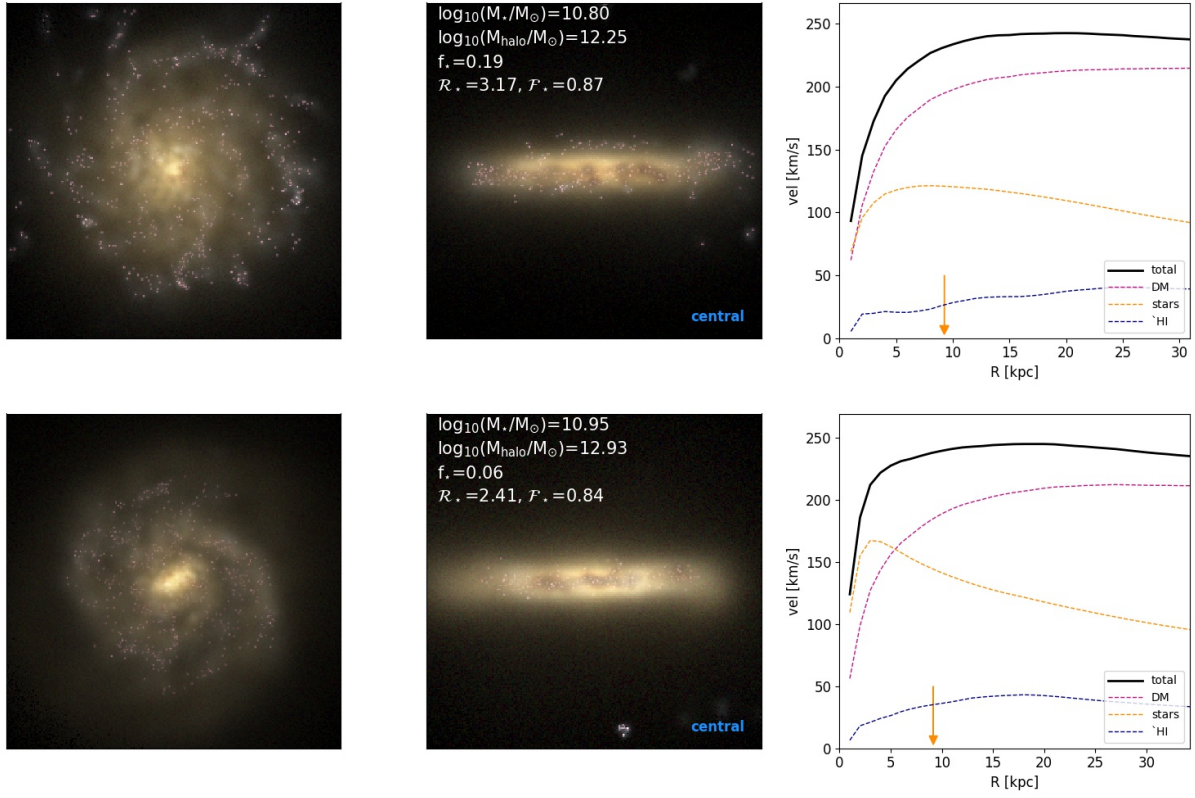 log₁₀(M⋆/M⊙)=10.80
log₁₀(Mhalo/M⊙)=12.25
f⋆=0.19
ℛ⋆=3.17, ℱ⋆=0.87
central
vel [km/s]
250
200
150
100
50
0
total
DM
stars
`HI
0 5 10 15 20 25 30
R [kpc]
log₁₀(M⋆/M⊙)=10.95
log₁₀(Mhalo/M⊙)=12.93
f⋆=0.06
ℛ⋆=2.41, ℱ⋆=0.84
central
vel [km/s]
250
200
150
100
50
0
total
DM
stars
`HI
0 5 10 15 20 25 30
R [kpc]